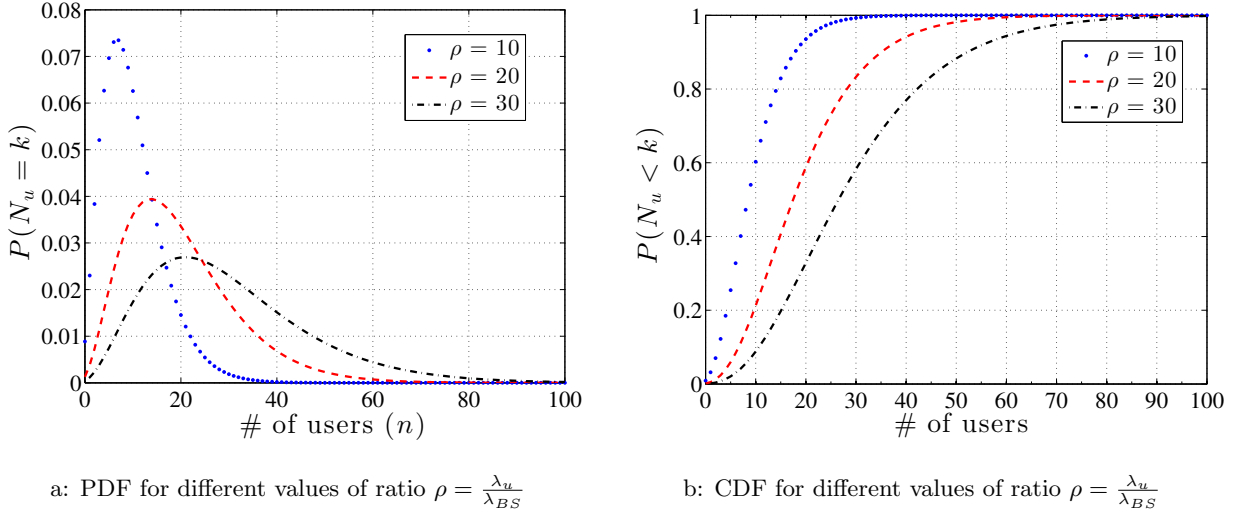 0.08
0.07
0.06
0.05
0.04
0.03
0.02
0.01
0
P(N_u = k)
0 20 40 60 80 100
# of users (n)
ρ = 10
ρ = 20
ρ = 30
a: PDF for different values of ratio ρ = λ_u/λ_BS
1
0.8
0.6
0.4
0.2
0
P(N_u < k)
0 10 20 30 40 50 60 70 80 90 100
# of users
ρ = 10
ρ = 20
ρ = 30
b: CDF for different values of ratio ρ = λ_u/λ_BS